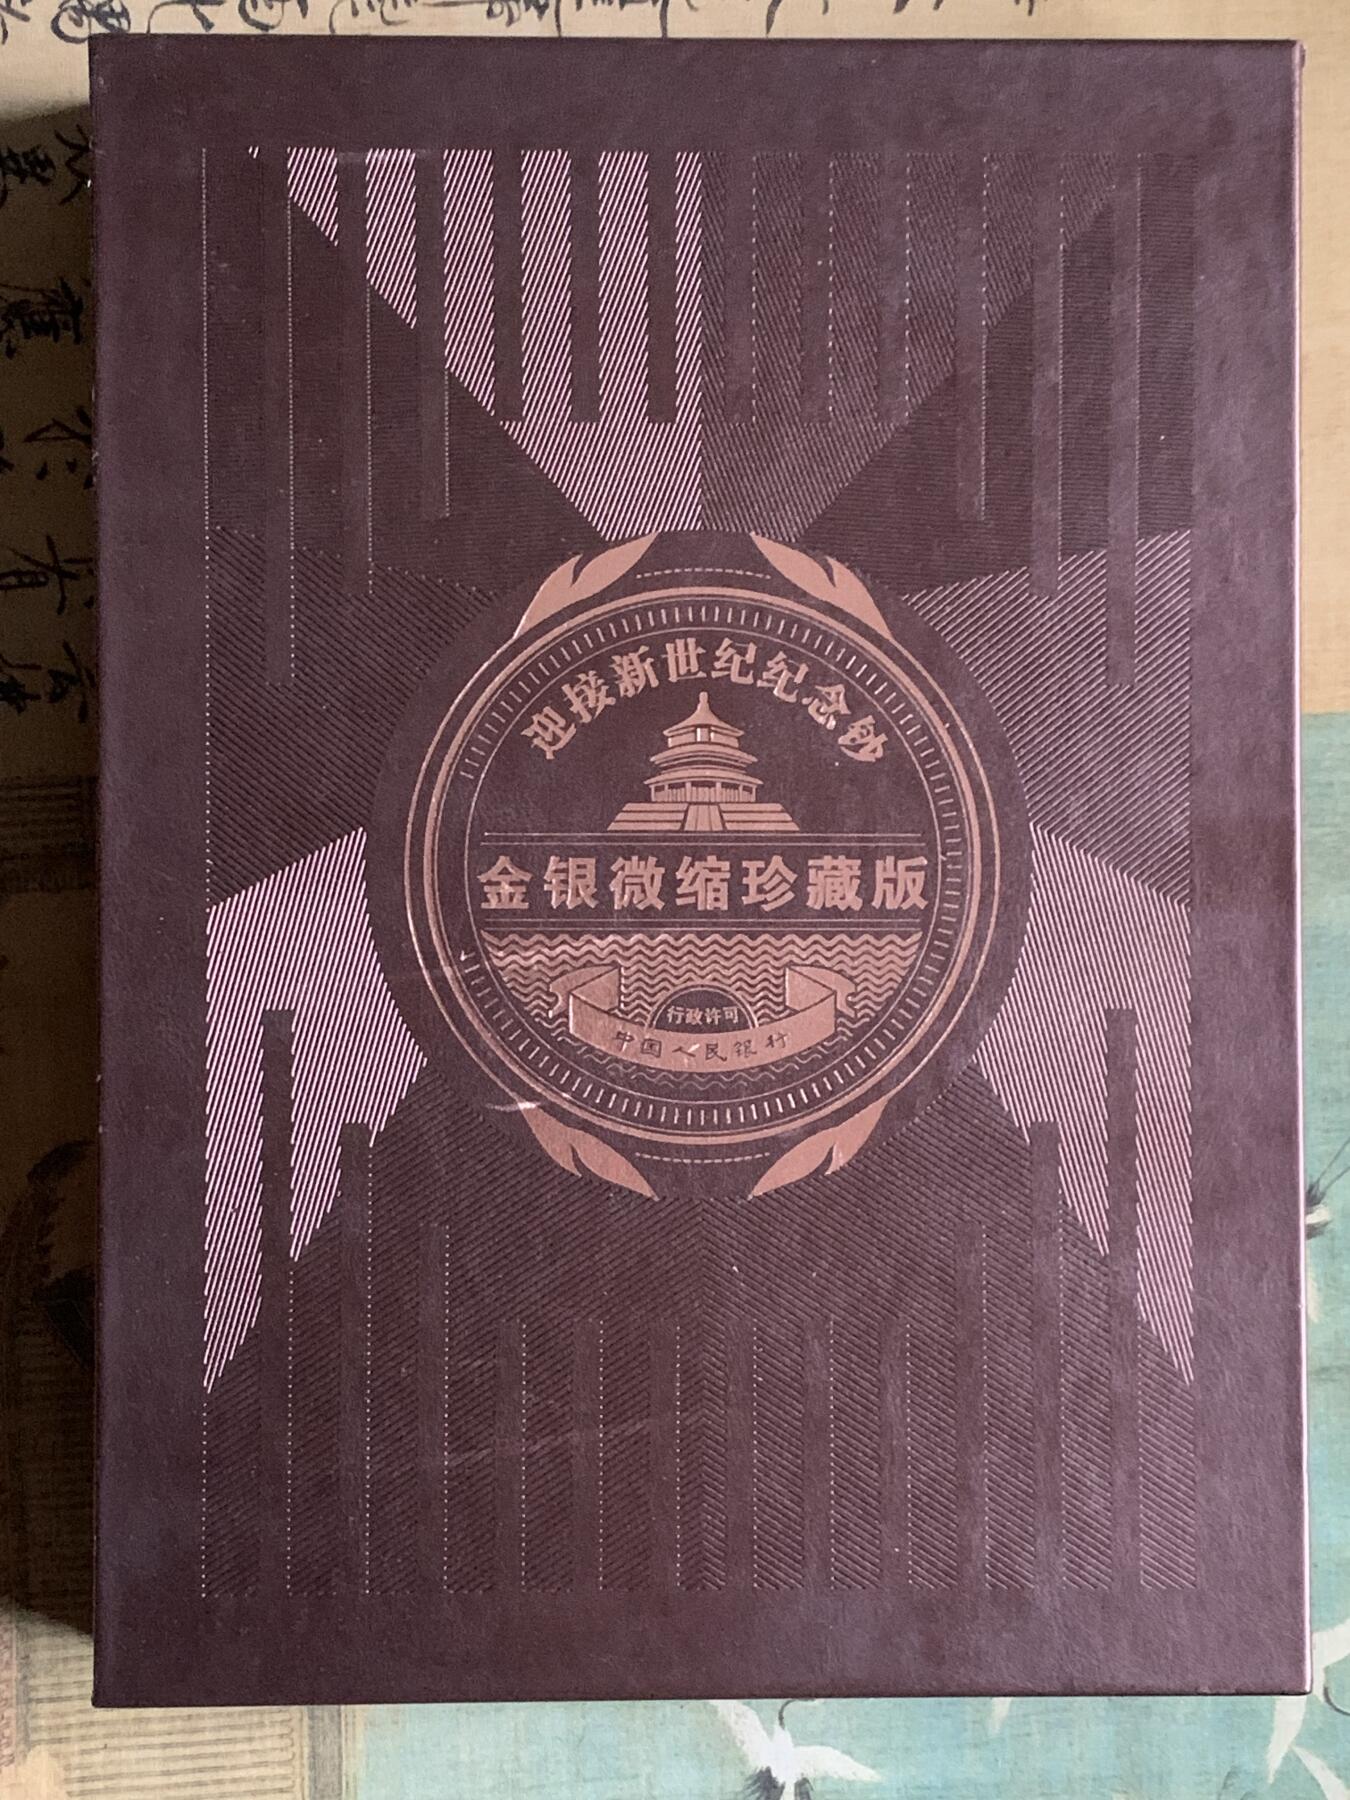 迎接新世纪纪念钞
金银微缩珍藏版
行政许可
中国人民银行